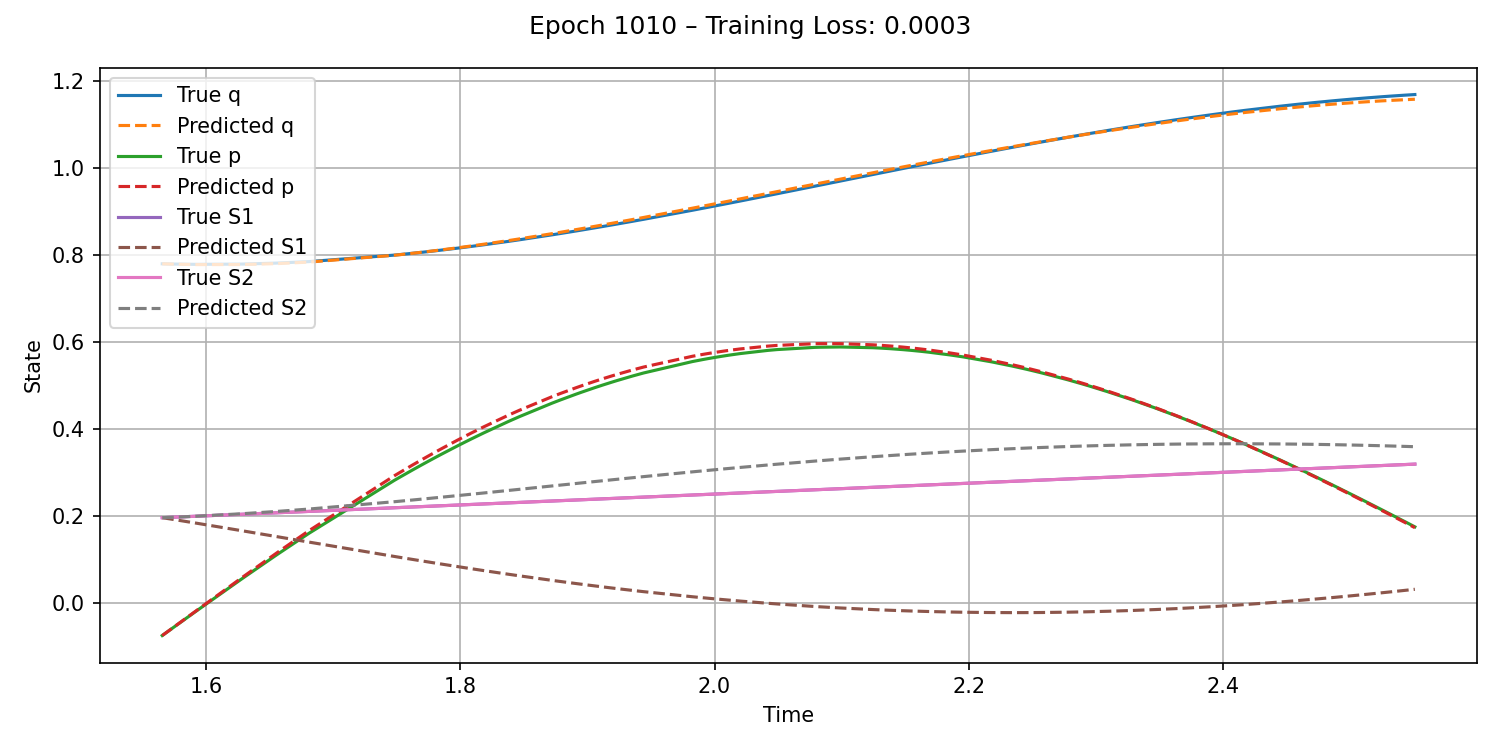 Epoch 1010 – Training Loss: 0.0003
True q
Predicted q
True p
Predicted p
True S1
Predicted S1
True S2
Predicted S2
State
1.2
1.0
0.8
0.6
0.4
0.2
0.0
1.6
1.8
2.0
2.2
2.4
Time